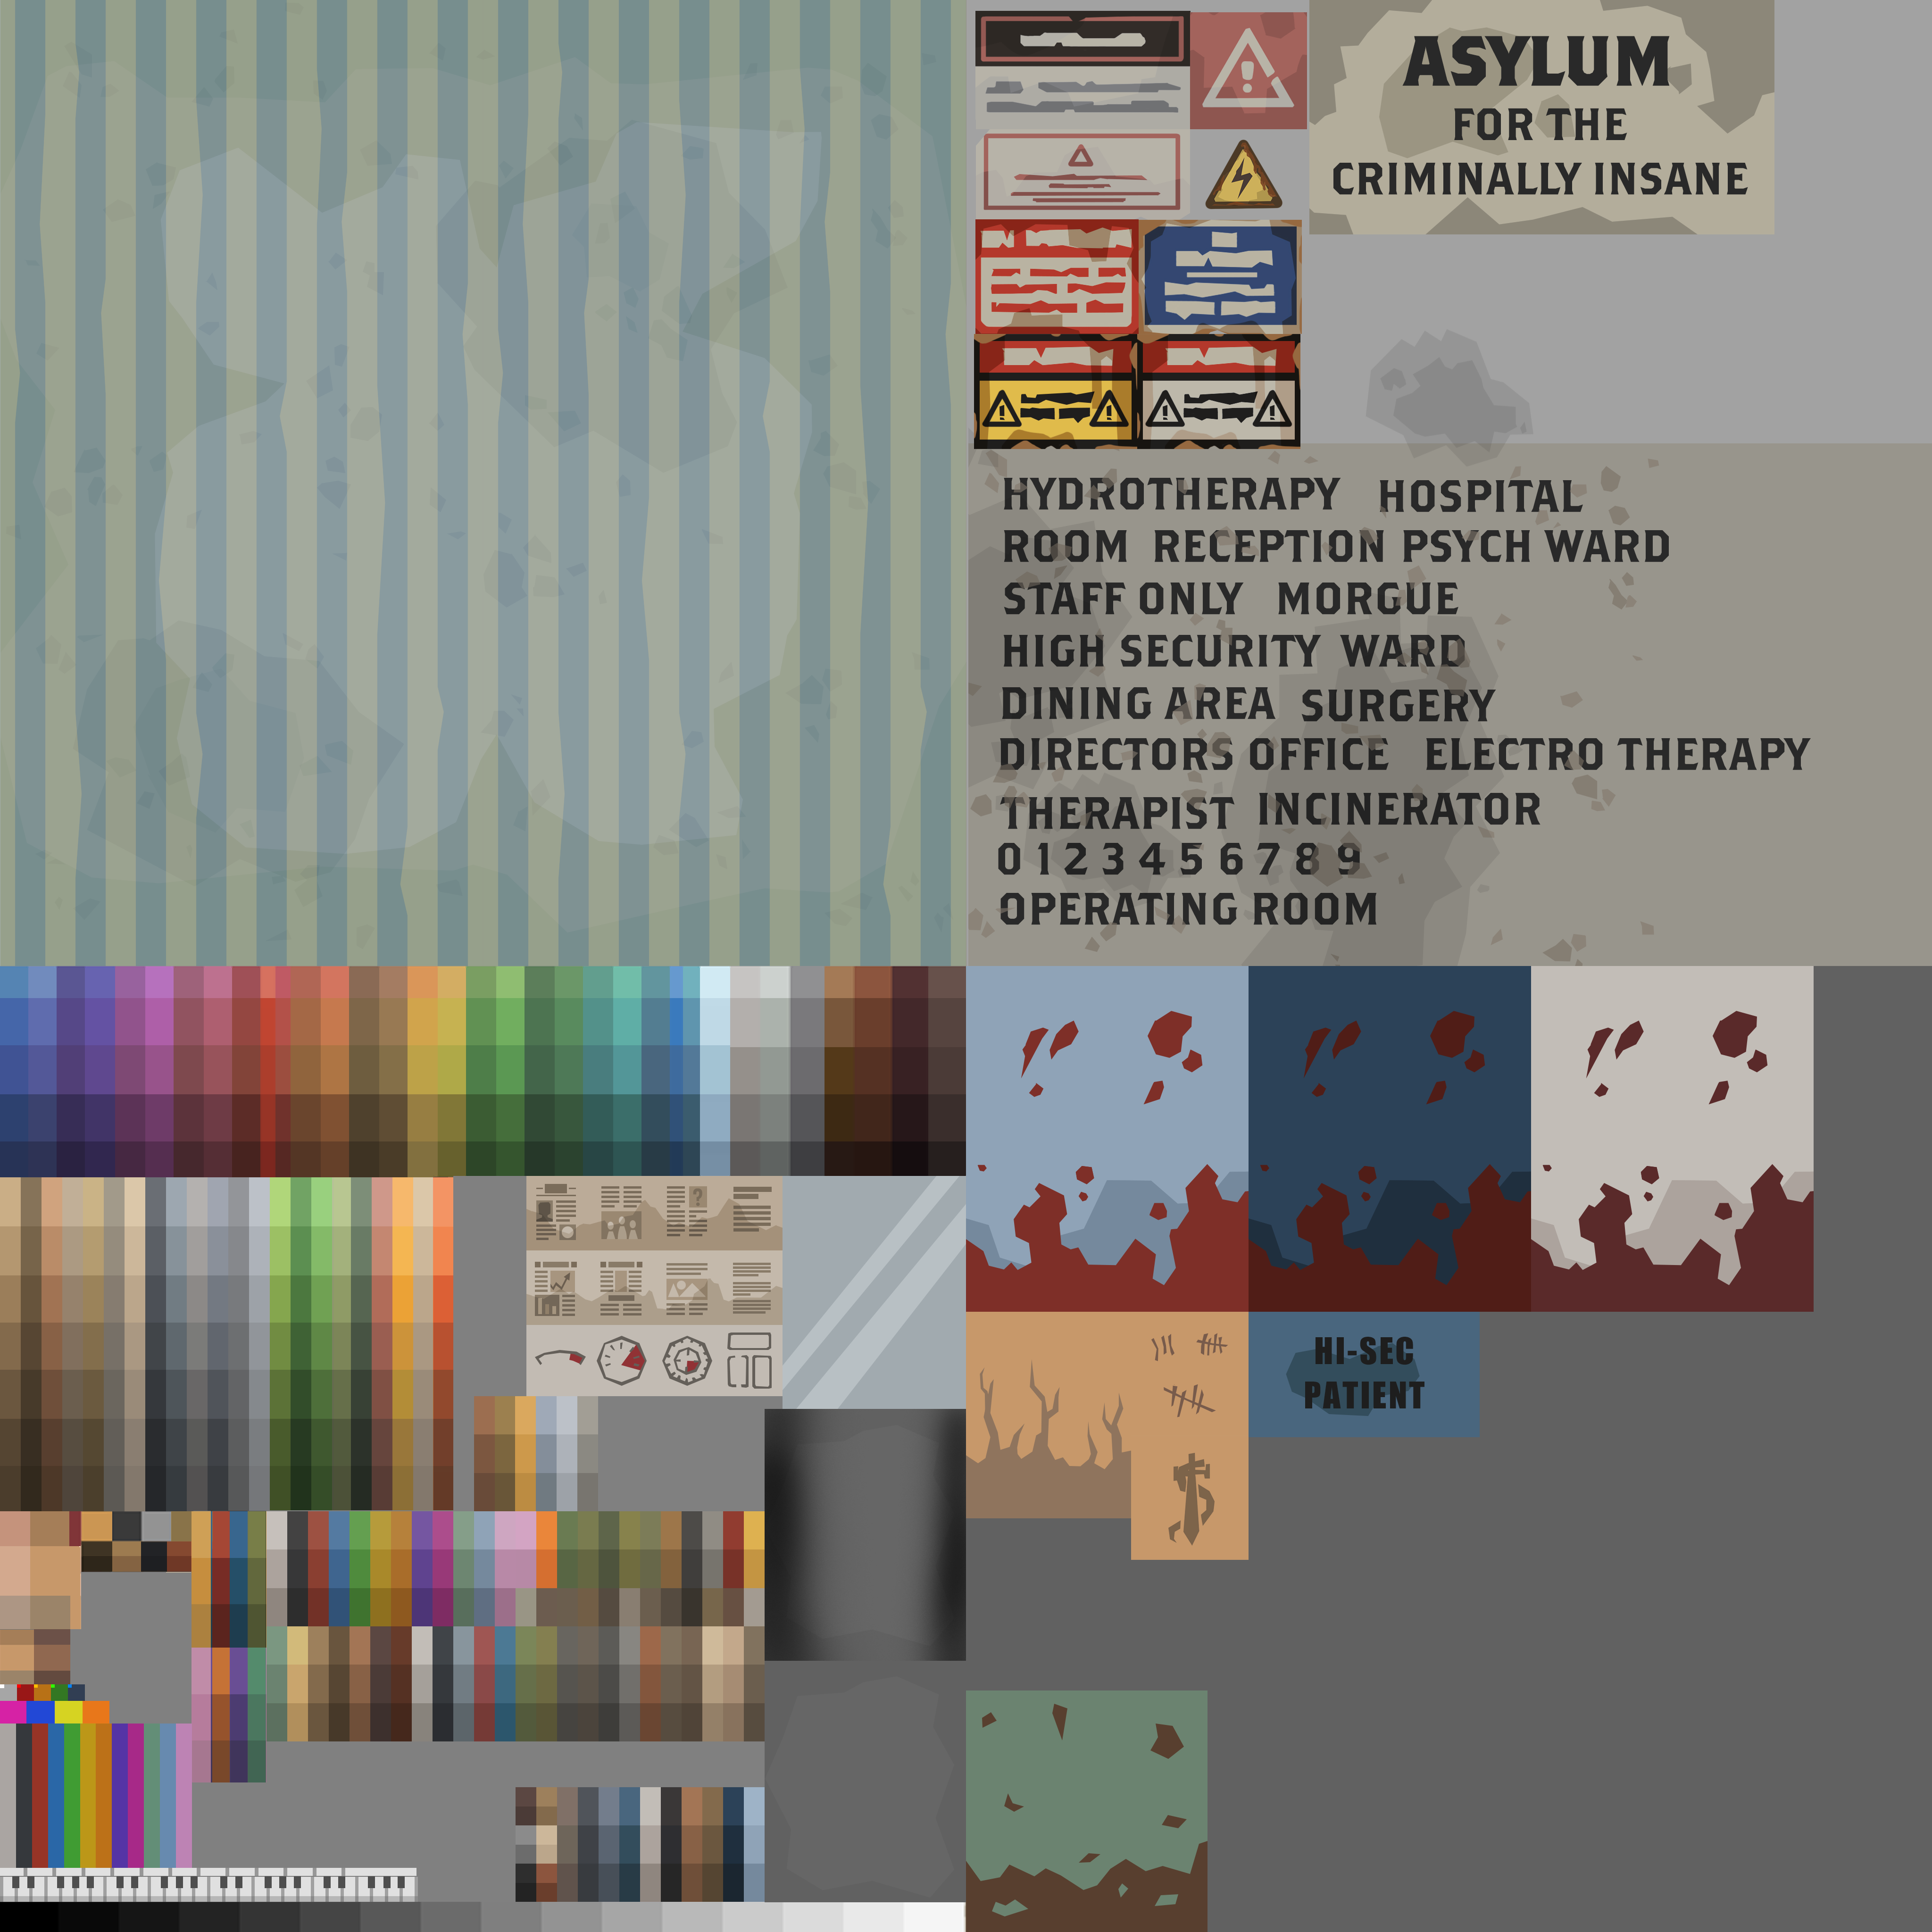 ASYLUM
FOR THE
CRIMINALLY INSANE
HYDROTHERAPY HOSPITAL
ROOM RECEPTION PSYCH WARD
STAFF ONLY MORGUE
HIGH SECURITY WARD
DINING AREA SURGERY
DIRECTORS OFFICE ELECTRO THERAPY
THERAPIST INCINERATOR
0 1 2 3 4 5 6 7 8 9
OPERATING ROOM
?
HI-SEC
PATIENT